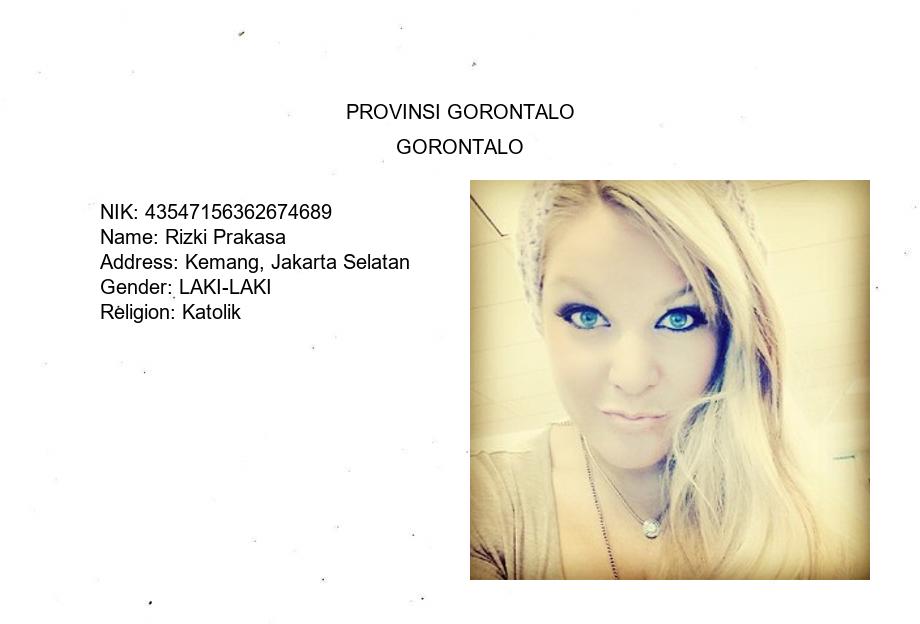 PROVINSI GORONTALO
GORONTALO
NIK: 43547156362674689
Name: Rizki Prakasa
Address: Kemang, Jakarta Selatan
Gender: LAKI-LAKI
Religion: Katolik